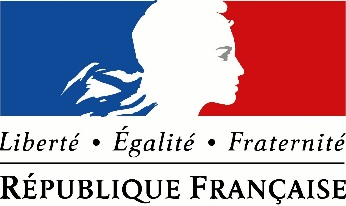 Liberté • Égalité • Fraternité
RÉPUBLIQUE FRANÇAISE